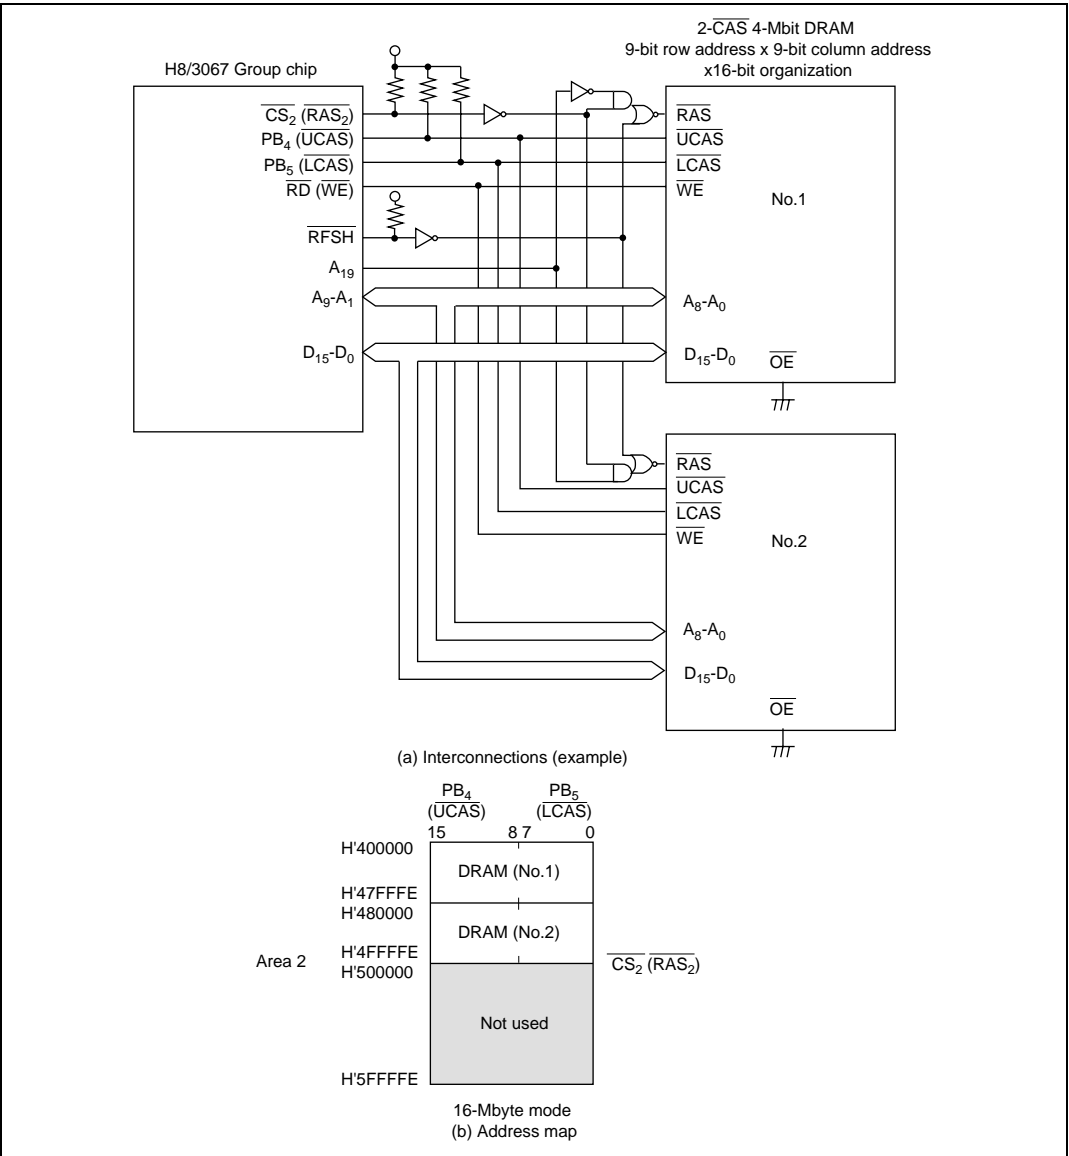 2-CAS 4-Mbit DRAM
9-bit row address x 9-bit column address
x16-bit organization
H8/3067 Group chip
CS2 (RAS2)
PB4 (UCAS)
PB5 (LCAS)
RD (WE)
RFSH
A19
A9-A1
D15-D0
RAS
UCAS
LCAS
WE
No.1
A8-A0
D15-D0
OE
RAS
UCAS
LCAS
WE
No.2
A8-A0
D15-D0
OE
(a) Interconnections (example)
PB4 PB5
(UCAS) (LCAS)
15 8 7 0
H'400000
DRAM (No.1)
H'47FFFE
H'480000
DRAM (No.2)
H'4FFFFE
Area 2
CS2 (RAS2)
H'500000
Not used
H'5FFFFE
16-Mbyte mode
(b) Address map